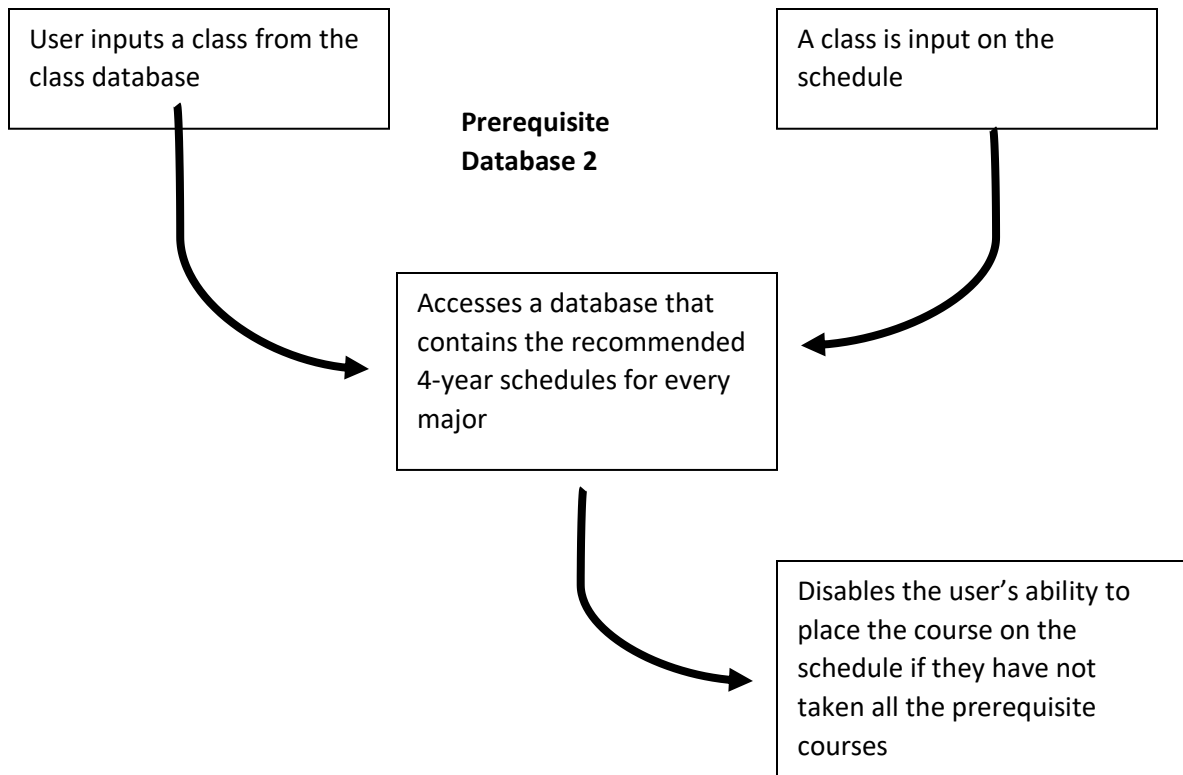 User inputs a class from the
class database
A class is input on the
schedule
Prerequisite
Database 2
Accesses a database that
contains the recommended
4-year schedules for every
major
Disables the user’s ability to
place the course on the
schedule if they have not
taken all the prerequisite
courses